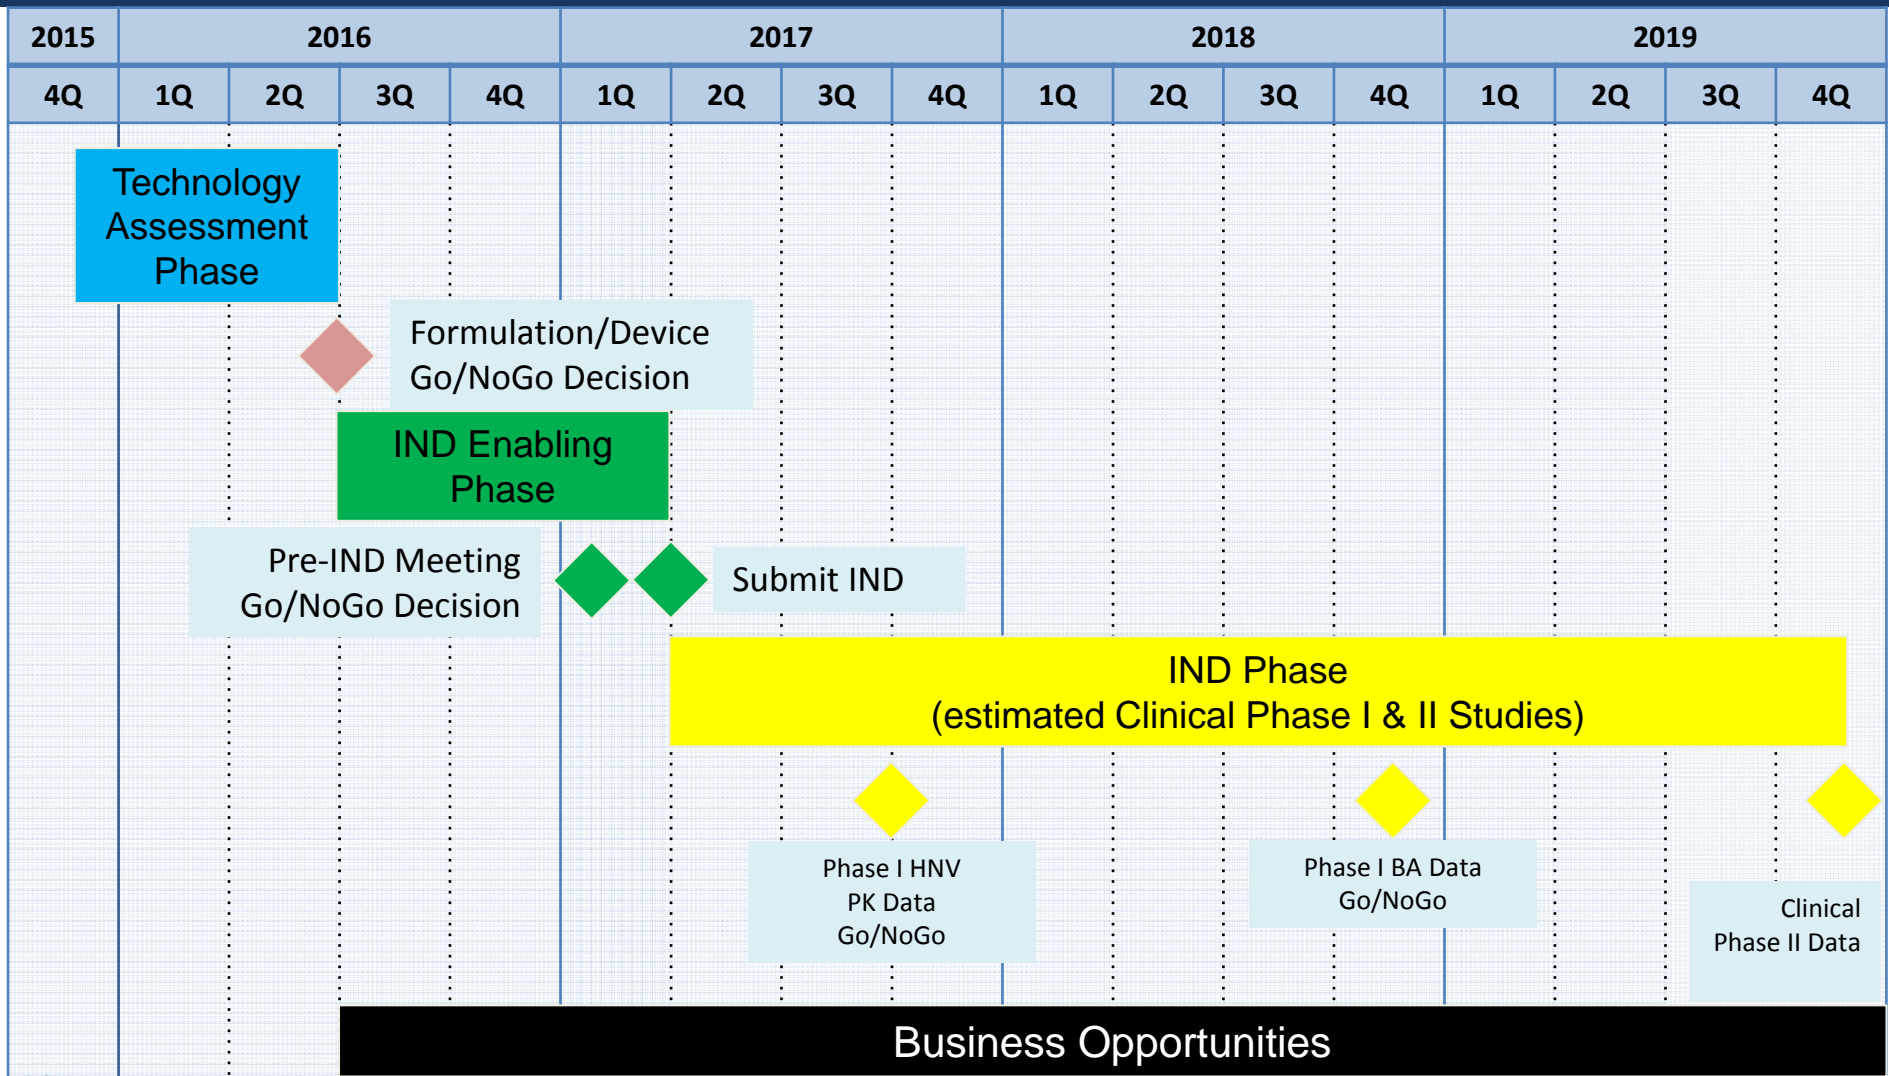 2015 2016 2017 2018 2019
4Q 1Q 2Q 3Q 4Q 1Q 2Q 3Q 4Q 1Q 2Q 3Q 4Q 1Q 2Q 3Q 4Q
Technology
Assessment
Phase
Formulation/Device
Go/NoGo Decision
IND Enabling
Phase
Pre-IND Meeting
Go/NoGo Decision
Submit IND
IND Phase
(estimated Clinical Phase I & II Studies)
Phase I HNV
PK Data
Go/NoGo
Phase I BA Data
Go/NoGo
Clinical
Phase II Data
Business Opportunities